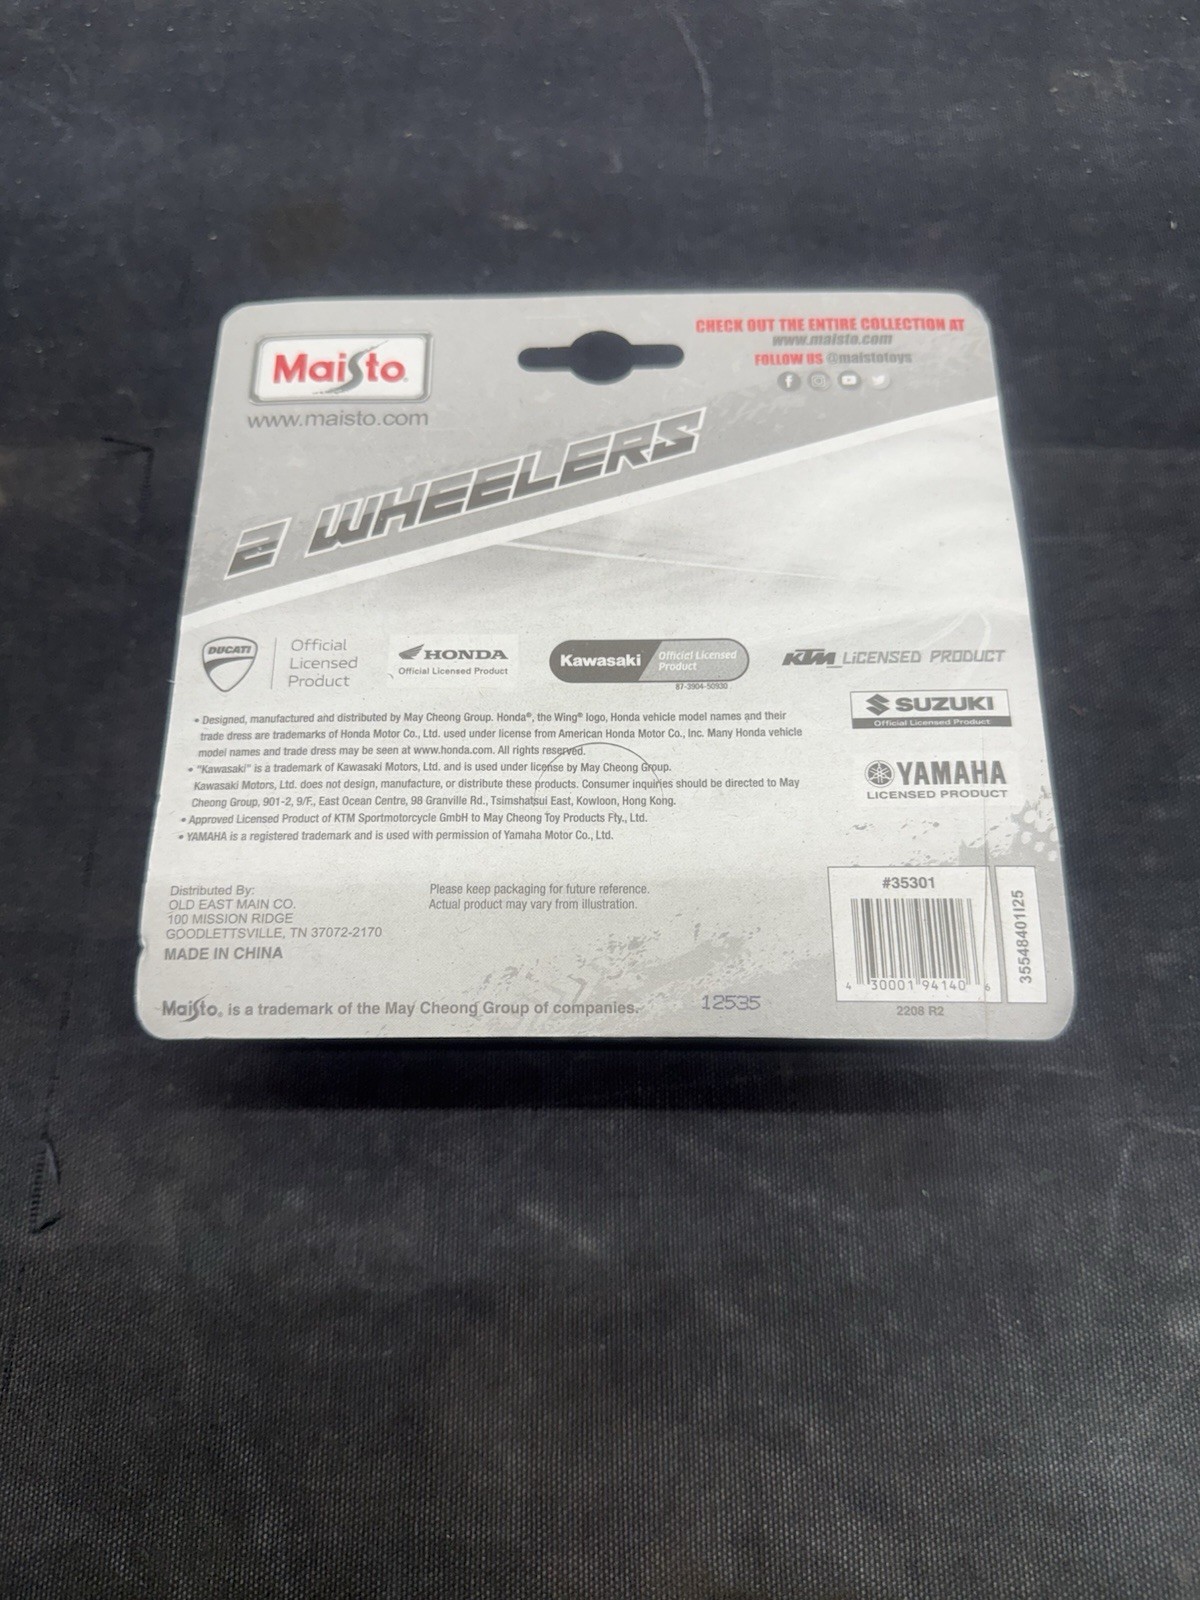 Maisto
www.maisto.com
CHECK OUT THE ENTIRE COLLECTION AT
www.maisto.com
FOLLOW US @maistotoys
2 WHEELERS
DUCATI
Official
Licensed
Product
HONDA
Official Licensed Product
Kawasaki
Official Licensed
Product
87-3904-50930
KTM LICENSED PRODUCT
SUZUKI
Official Licensed Product
YAMAHA
LICENSED PRODUCT
• Designed, manufactured and distributed by May Cheong Group. Honda®, the Wing® logo, Honda vehicle model names and their
trade dress are trademarks of Honda Motor Co., Ltd. used under license from American Honda Motor Co., Inc. Many Honda vehicle
model names and trade dress may be seen at www.honda.com. All rights reserved.
• "Kawasaki" is a trademark of Kawasaki Motors, Ltd. and is used under license by May Cheong Group.
Kawasaki Motors, Ltd. does not design, manufacture, or distribute these products. Consumer inquiries should be directed to May
Cheong Group, 901-2, 9/F., East Ocean Centre, 98 Granville Rd., Tsimshatsui East, Kowloon, Hong Kong.
• Approved Licensed Product of KTM Sportmotorcycle GmbH to May Cheong Toy Products Fty., Ltd.
• YAMAHA is a registered trademark and is used with permission of Yamaha Motor Co., Ltd.
Distributed By:
OLD EAST MAIN CO.
100 MISSION RIDGE
GOODLETTSVILLE, TN 37072-2170
MADE IN CHINA
Please keep packaging for future reference.
Actual product may vary from illustration.
#35301
4 30001 94140 6
35548401I25
2208 R2
Maisto® is a trademark of the May Cheong Group of companies.
12535